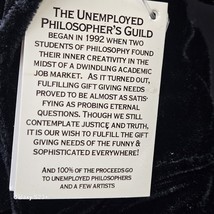 THE UNEMPLOYED
PHILOSOPHER'S GUILD
BEGAN IN 1992 WHEN TWO
STUDENTS OF PHILOSOPHY FOUND
THEIR INNER CREATIVITY IN THE
MIDST OF A DWINDLING ACADEMIC
JOB MARKET. AS IT TURNED OUT,
FULFILLING GIFT GIVING NEEDS
PROVED TO BE ALMOST AS SATIS-
FYING AS PROBING ETERNAL
QUESTIONS. THOUGH WE STILL
CONTEMPLATE JUSTICE AND TRUTH,
IT IS OUR WISH TO FULFILL THE GIFT
GIVING NEEDS OF THE FUNNY &
SOPHISTICATED EVERYWHERE!
AND 100% OF THE PROCEEDS GO
TO UNEMPLOYED PHILOSOPHERS
AND A FEW ARTISTS